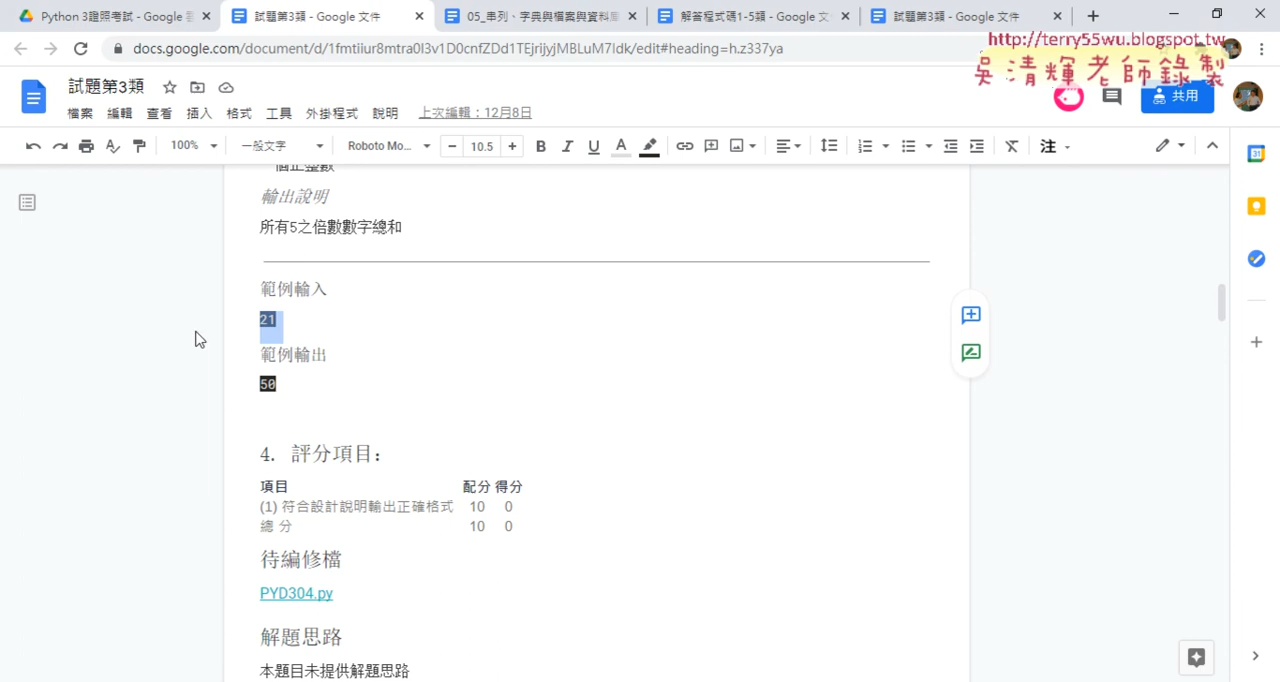 Python 3證照考試 - Google
試題第3類 - Google 文件
05_串列、字典與檔案與資料庫
解答程式碼1-5類 - Google 文
試題第3類 - Google 文件
docs.google.com/document/d/1fmtiiur8mtra0I3v1D0cnfZDd1TEjrijyjMBLuM7Idk/edit#heading=h.z337ya
http://terry55wu.blogspot.tw
吳清輝老師錄製
試題第3類
檔案 編輯 查看 插入 格式 工具 外掛程式 說明 上次編輯：12月8日
共用
100% 一般文字 Roboto Mo... − 10.5 + B I U A 注
31
個正整數
輸出說明
所有5之倍數數字總和
範例輸入
21
範例輸出
50
4. 評分項目：
項目 配分 得分
(1) 符合設計說明輸出正確格式 10 0
總 分 10 0
待編修檔
PYD304.py
解題思路
本題目未提供解題思路